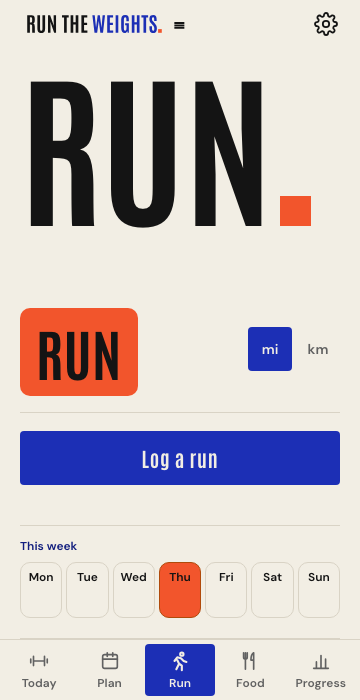 RUN THE WEIGHTS.
RUN.
RUN
mi km
Log a run
This week
Mon Tue Wed Thu Fri Sat Sun
Today Plan Run Food Progress